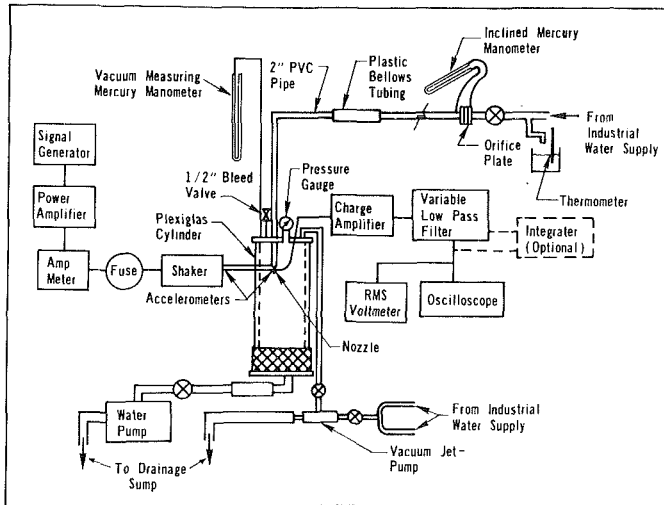 Inclined Mercury
Manometer
Vacuum Measuring
Mercury Manometer
2" PVC
Pipe
Plastic
Bellows
Tubing
From
Industrial
Water Supply
Orifice
Plate
Thermometer
Signal
Generator
Power
Amplifier
Amp
Meter
Fuse
Shaker
1/2" Bleed
Valve
Pressure
Gauge
Plexiglas
Cylinder
Charge
Amplifier
Variable
Low Pass
Filter
Integrater
(Optional)
RMS
Voltmeter
Oscilloscope
Accelerometers
Nozzle
Water
Pump
To Drainage
Sump
From Industrial
Water Supply
Vacuum Jet-
Pump